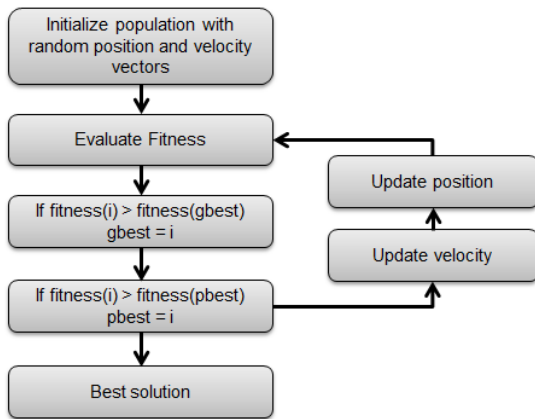 Initialize population with
random position and velocity
vectors
Evaluate Fitness
If fitness(i) > fitness(gbest)
gbest = i
If fitness(i) > fitness(pbest)
pbest = i
Best solution
Update position
Update velocity